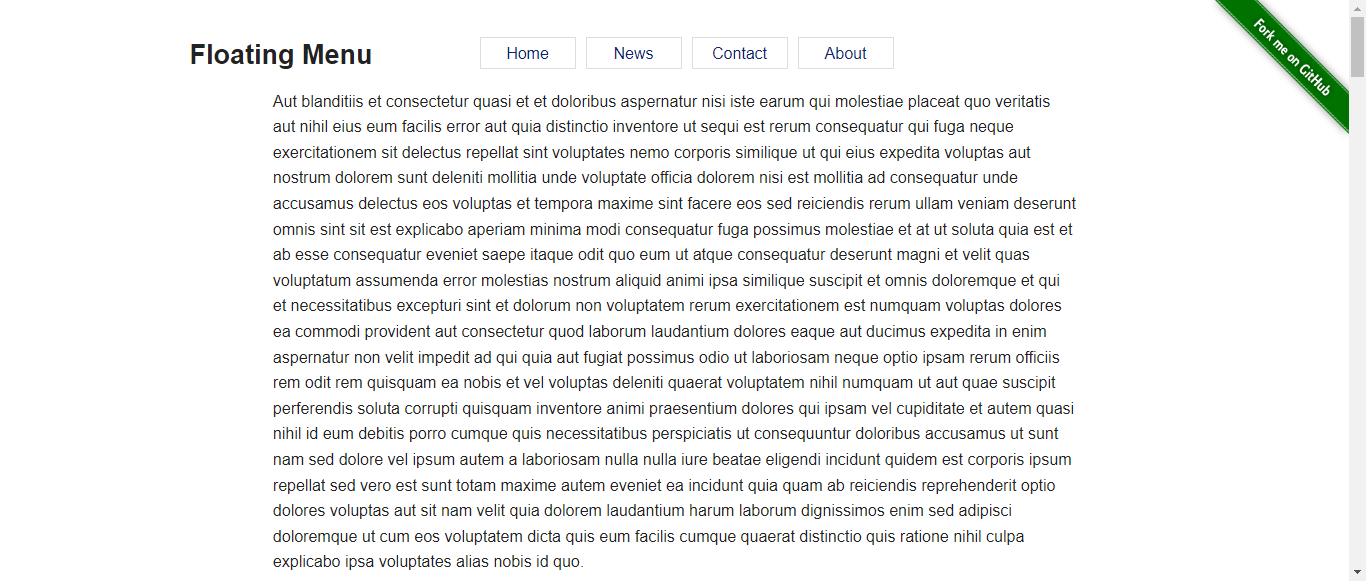 Floating Menu
Home News Contact About
Fork me on GitHub
Aut blanditiis et consectetur quasi et et doloribus aspernatur nisi iste earum qui molestiae placeat quo veritatis
aut nihil eius eum facilis error aut quia distinctio inventore ut sequi est rerum consequatur qui fuga neque
exercitationem sit delectus repellat sint voluptates nemo corporis similique ut qui eius expedita voluptas aut
nostrum dolorem sunt deleniti mollitia unde voluptate officia dolorem nisi est mollitia ad consequatur unde
accusamus delectus eos voluptas et tempora maxime sint facere eos sed reiciendis rerum ullam veniam deserunt
omnis sint sit est explicabo aperiam minima modi consequatur fuga possimus molestiae et at ut soluta quia est et
ab esse consequatur eveniet saepe itaque odit quo eum ut atque consequatur deserunt magni et velit quas
voluptatum assumenda error molestias nostrum aliquid animi ipsa similique suscipit et omnis doloremque et qui
et necessitatibus excepturi sint et dolorum non voluptatem rerum exercitationem est numquam voluptas dolores
ea commodi provident aut consectetur quod laborum laudantium dolores eaque aut ducimus expedita in enim
aspernatur non velit impedit ad qui quia aut fugiat possimus odio ut laboriosam neque optio ipsam rerum officiis
rem odit rem quisquam ea nobis et vel voluptas deleniti quaerat voluptatem nihil numquam ut aut quae suscipit
perferendis soluta corrupti quisquam inventore animi praesentium dolores qui ipsam vel cupiditate et autem quasi
nihil id eum debitis porro cumque quis necessitatibus perspiciatis ut consequuntur doloribus accusamus ut sunt
nam sed dolore vel ipsum autem a laboriosam nulla nulla iure beatae eligendi incidunt quidem est corporis ipsum
repellat sed vero est sunt totam maxime autem eveniet ea incidunt quia quam ab reiciendis reprehenderit optio
dolores voluptas aut sit nam velit quia dolorem laudantium harum laborum dignissimos enim sed adipisci
doloremque ut cum eos voluptatem dicta quis eum facilis cumque quaerat distinctio quis ratione nihil culpa
explicabo ipsa voluptates alias nobis id quo.